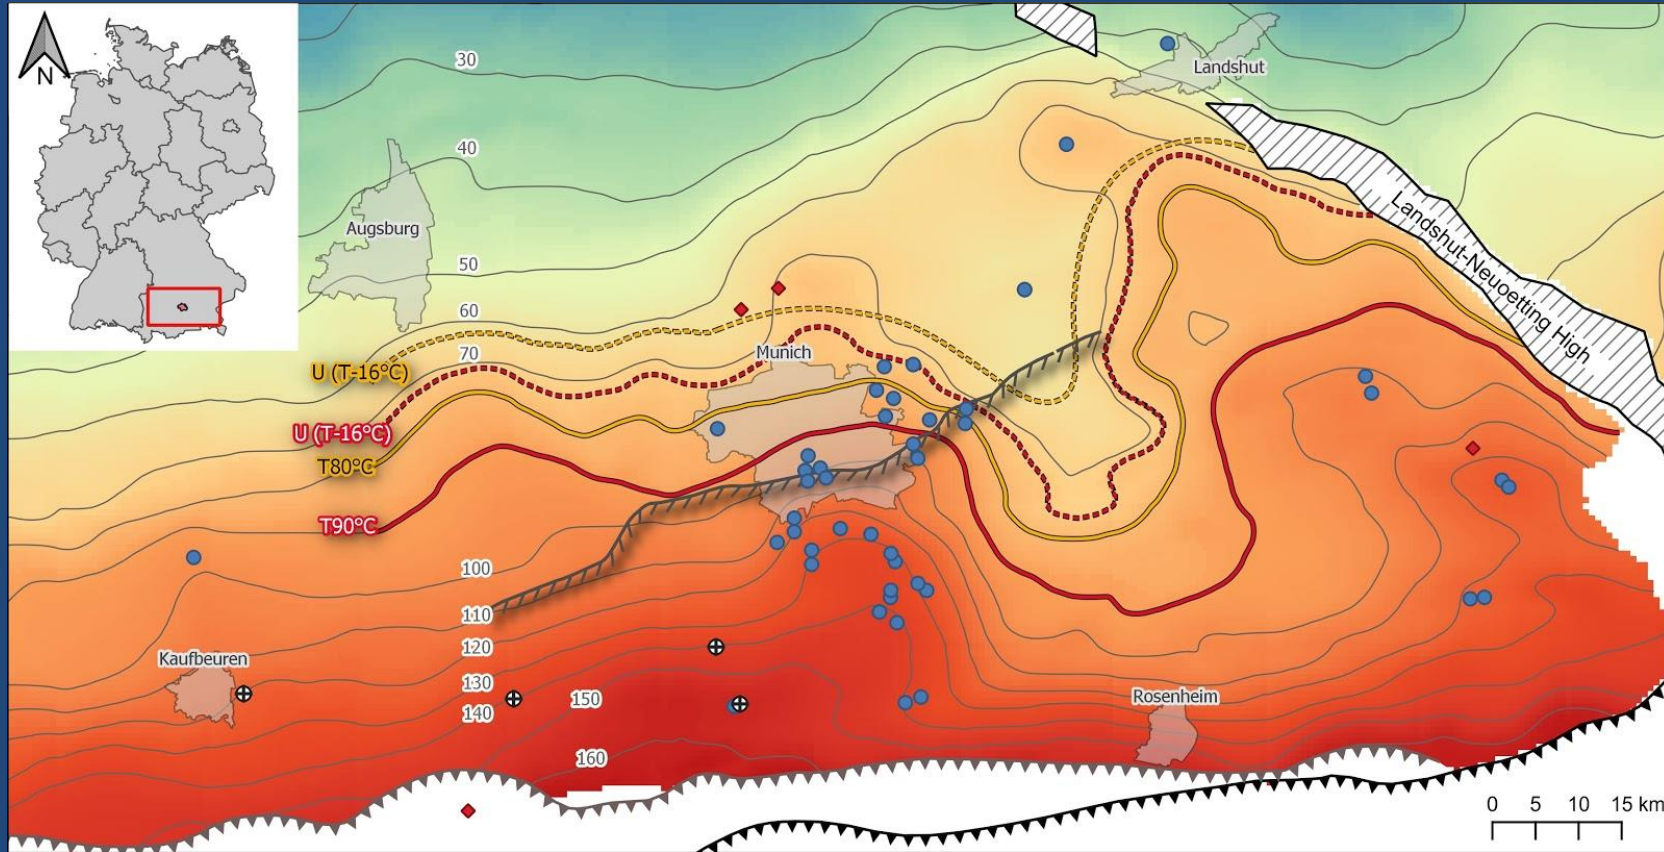 N
30
Landshut
40
Augsburg
50
60
70
Munich
Landshut-Neuoetting High
U (T-16°C)
U (T-16°C)
T80°C
T90°C
100
110
120
Kaufbeuren
130
140
150
Rosenheim
160
0 5 10 15 km